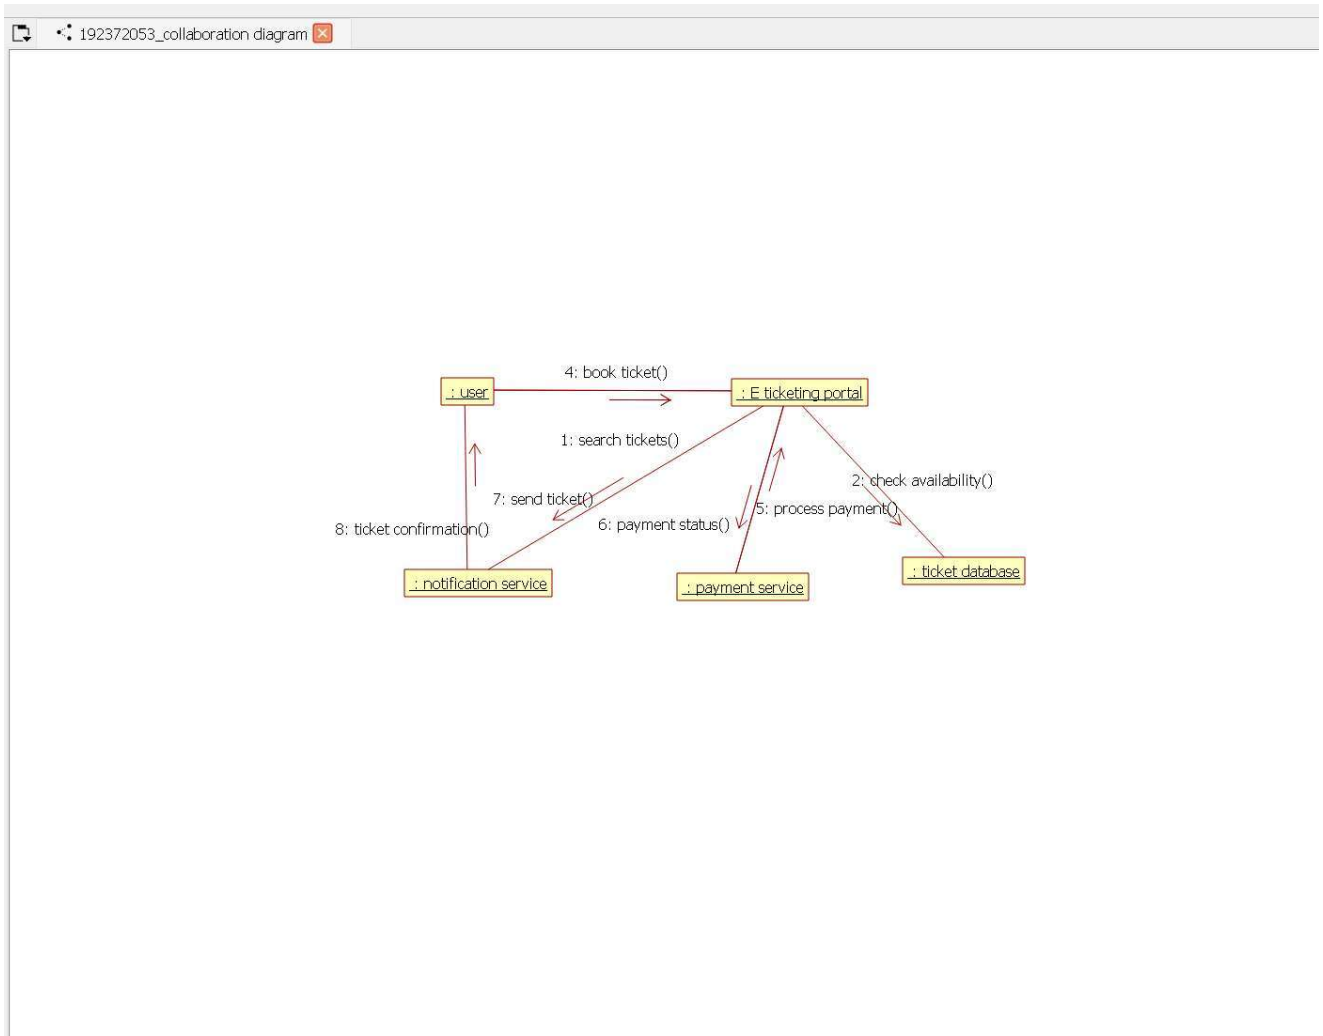 192372053_collaboration diagram
4: book ticket()
: user
: E ticketing portal
1: search tickets()
2: check availability()
7: send ticket()
5: process payment()
6: payment status()
8: ticket confirmation()
: ticket database
: notification service
: payment service